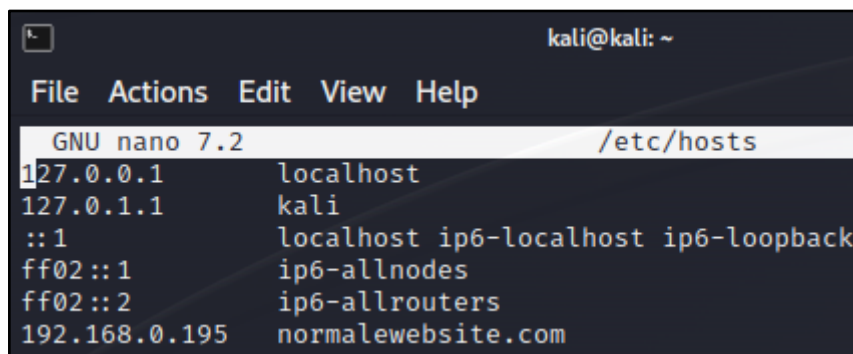 kali@kali: ~
File Actions Edit View Help
GNU nano 7.2 /etc/hosts
127.0.0.1 localhost
127.0.1.1 kali
::1 localhost ip6-localhost ip6-loopback
ff02::1 ip6-allnodes
ff02::2 ip6-allrouters
192.168.0.195 normalewebsite.com